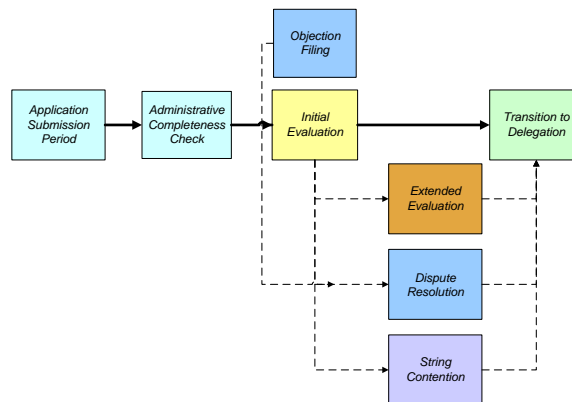 Objection
Filing
Application
Submission
Period
Administrative
Completeness
Check
Initial
Evaluation
Transition to
Delegation
Extended
Evaluation
Dispute
Resolution
String
Contention